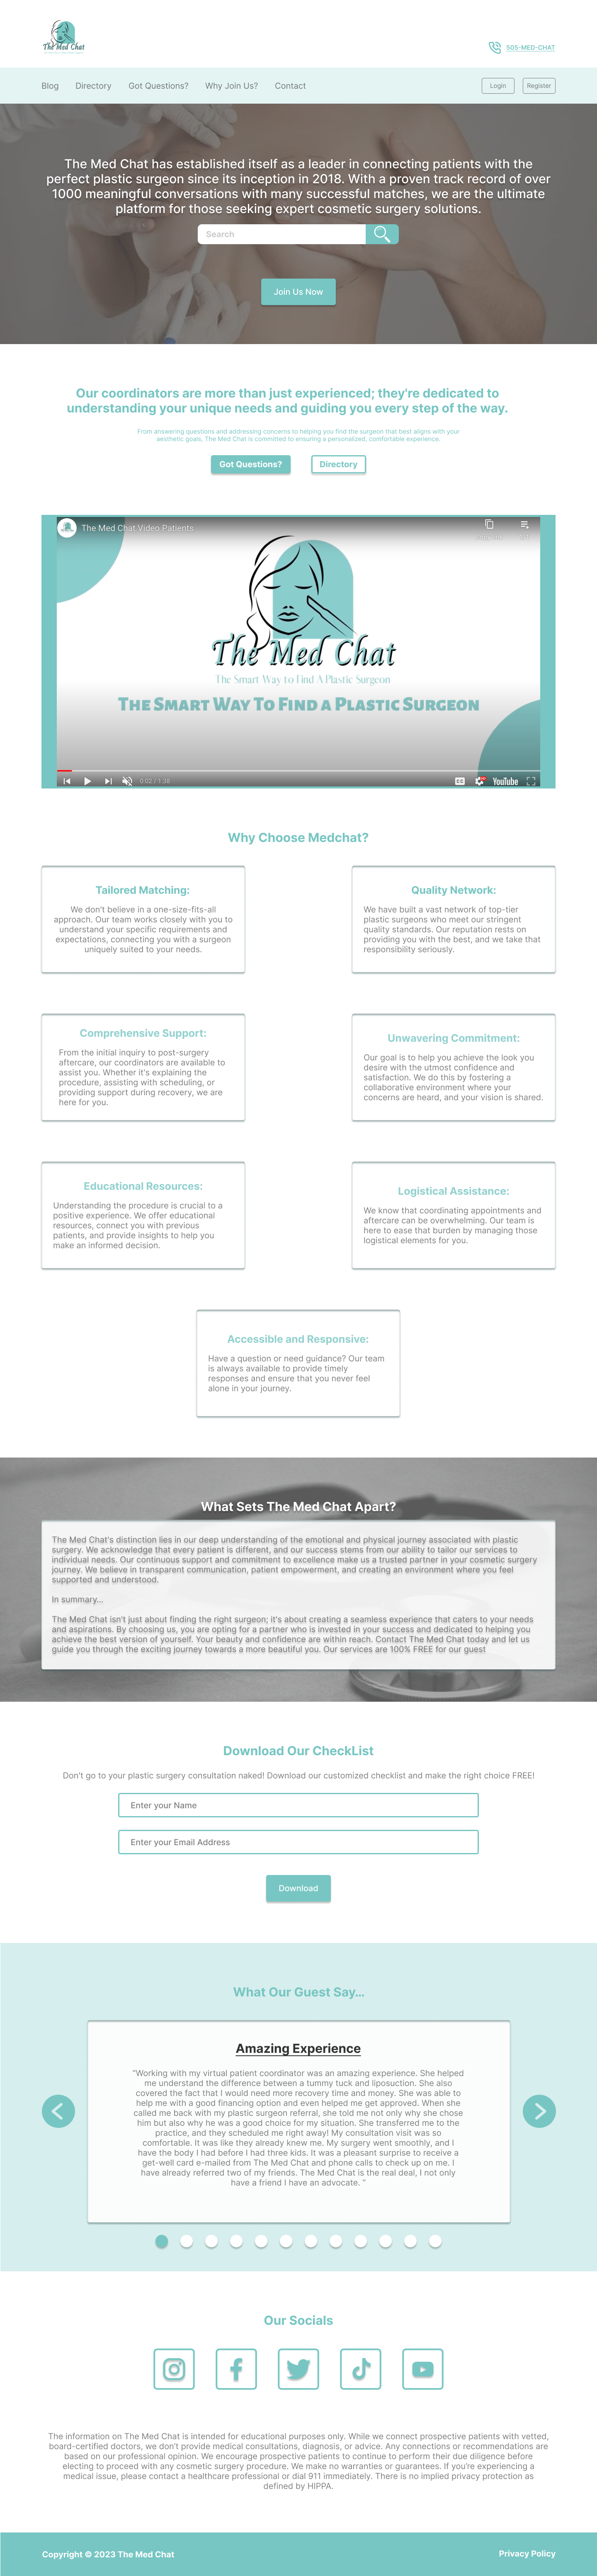 The Med Chat
505-MED-CHAT
Blog
Directory
Got Questions?
Why Join Us?
Contact
Login
Register
The Med Chat has established itself as a leader in connecting patients with the
perfect plastic surgeon since its inception in 2018. With a proven track record of over
1000 meaningful conversations with many successful matches, we are the ultimate
platform for those seeking expert cosmetic surgery solutions.
Search
Join Us Now
Our coordinators are more than just experienced; they're dedicated to
understanding your unique needs and guiding you every step of the way.
From answering questions and addressing concerns to helping you find the surgeon that best aligns with your
aesthetic goals, The Med Chat is committed to ensuring a personalized, comfortable experience.
Got Questions?
Directory
The Med Chat Video Patients
The Med Chat
The Smart Way to Find A Plastic Surgeon
The Smart Way To Find a Plastic Surgeon
0:02 / 1:38
CC
YouTube
Why Choose Medchat?
Tailored Matching:
We don't believe in a one-size-fits-all
approach. Our team works closely with you to
understand your specific requirements and
expectations, connecting you with a surgeon
uniquely suited to your needs.
Quality Network:
We have built a vast network of top-tier
plastic surgeons who meet our stringent
quality standards. Our reputation rests on
providing you with the best, and we take that
responsibility seriously.
Comprehensive Support:
From the initial inquiry to post-surgery
aftercare, our coordinators are available to
assist you. Whether it's explaining the
procedure, assisting with scheduling, or
providing support during recovery, we are
here for you.
Unwavering Commitment:
Our goal is to help you achieve the look you
desire with the utmost confidence and
satisfaction. We do this by fostering a
collaborative environment where your
concerns are heard, and your vision is shared.
Educational Resources:
Understanding the procedure is crucial to a
positive experience. We offer educational
resources, connect you with previous
patients, and provide insights to help you
make an informed decision.
Logistical Assistance:
We know that coordinating appointments and
aftercare can be overwhelming. Our team is
here to ease that burden by managing those
logistical elements for you.
Accessible and Responsive:
Have a question or need guidance? Our team
is always available to provide timely
responses and ensure that you never feel
alone in your journey.
What Sets The Med Chat Apart?
The Med Chat's distinction lies in our deep understanding of the emotional and physical journey associated with plastic
surgery. We acknowledge that every patient is different, and our success stems from our ability to tailor our services to
individual needs. Our continuous support and commitment to excellence make us a trusted partner in your cosmetic surgery
journey. We believe in transparent communication, patient empowerment, and creating an environment where you feel
supported and understood.
In summary...
The Med Chat isn't just about finding the right surgeon; it's about creating a seamless experience that caters to your needs
and aspirations. By choosing us, you are opting for a partner who is invested in your success and dedicated to helping you
achieve the best version of yourself. Your beauty and confidence are within reach. Contact The Med Chat today and let us
guide you through the exciting journey towards a more beautiful you. Our services are 100% FREE for our guest
Download Our CheckList
Don't go to your plastic surgery consultation naked! Download our customized checklist and make the right choice FREE!
Enter your Name
Enter your Email Address
Download
What Our Guest Say...
Amazing Experience
"Working with my virtual patient coordinator was an amazing experience. She helped
me understand the difference between a tummy tuck and liposuction. She also
covered the fact that I would need more recovery time and money. She was able to
help me with a good financing option and even helped me get approved. When she
called me back with my plastic surgeon referral, she told me not only why she chose
him but also why he was a good choice for my situation. She transferred me to the
practice, and they scheduled me right away! My consultation visit was so
comfortable. It was like they already knew me. My surgery went smoothly, and I
have the body I had before I had three kids. It was a pleasant surprise to receive a
get-well card e-mailed from The Med Chat and phone calls to check up on me. I
have already referred two of my friends. The Med Chat is the real deal, I not only
have a friend I have an advocate. "
Our Socials
The information on The Med Chat is intended for educational purposes only. While we connect prospective patients with vetted,
board-certified doctors, we don't provide medical consultations, diagnosis, or advice. Any connections or recommendations are
based on our professional opinion. We encourage prospective patients to continue to perform their due diligence before
electing to proceed with any cosmetic surgery procedure. We make no warranties or guarantees. If you're experiencing a
medical issue, please contact a healthcare professional or dial 911 immediately. There is no implied privacy protection as
defined by HIPPA.
Copyright © 2023 The Med Chat
Privacy Policy